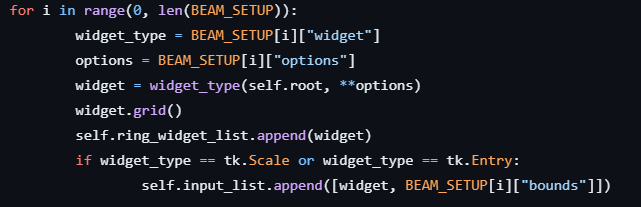 for i in range(0, len(BEAM_SETUP)):
widget_type = BEAM_SETUP[i]["widget"]
options = BEAM_SETUP[i]["options"]
widget = widget_type(self.root, **options)
widget.grid()
self.ring_widget_list.append(widget)
if widget_type == tk.Scale or widget_type == tk.Entry:
self.input_list.append([widget, BEAM_SETUP[i]["bounds"]])